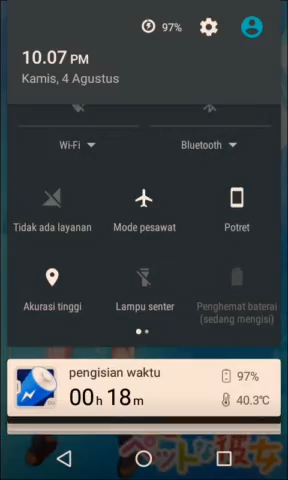 97%
10.07 PM
Kamis, 4 Agustus
Wi-Fi
Bluetooth
Tidak ada layanan
Mode pesawat
Potret
Akurasi tinggi
Lampu senter
Penghemat baterai
(sedang mengisi)
pengisian waktu
97%
00h 18m
40.3℃